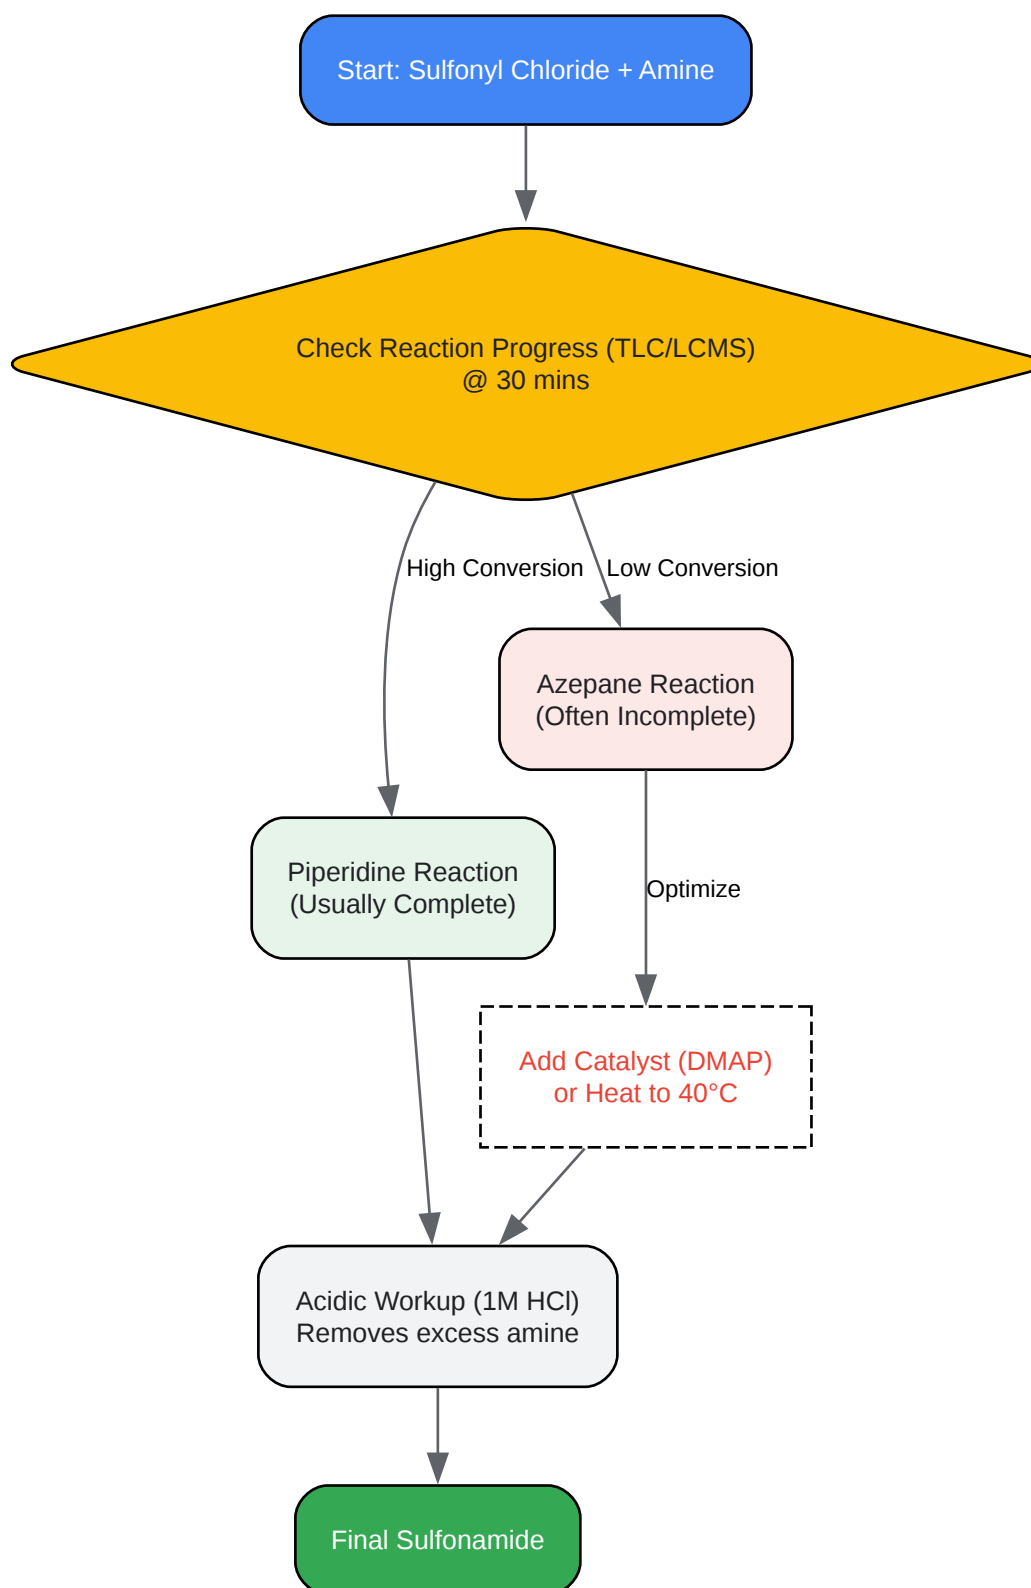 Start: Sulfonyl Chloride + Amine
Check Reaction Progress (TLC/LCMS)
@ 30 mins
High Conversion
Low Conversion
Azepane Reaction
(Often Incomplete)
Piperidine Reaction
(Usually Complete)
Optimize
Add Catalyst (DMAP)
or Heat to 40°C
Acidic Workup (1M HCl)
Removes excess amine
Final Sulfonamide